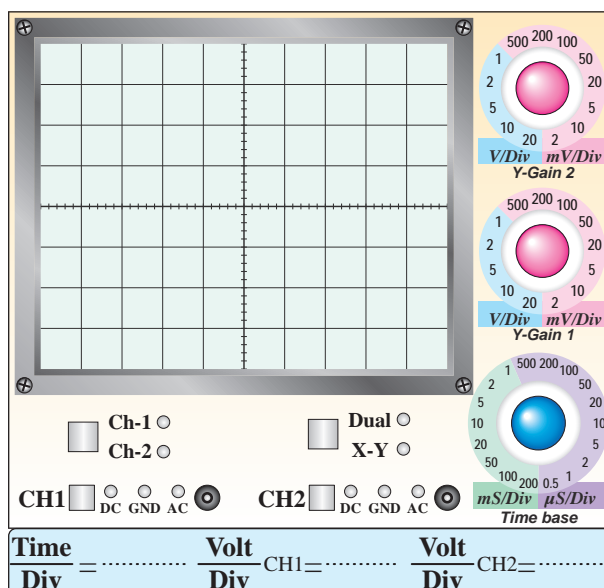 500 200 100
1 50
2 20
5 5
10 10
20 2
V/Div mV/Div
Y-Gain 2
500 200 100
1 50
2 20
5 5
10 10
20 2
V/Div mV/Div
Y-Gain 1
1 500 200
2 100
5 50
10 20
20 10
50 5
100 2
200 0.5 1
mS/Div µS/Div
Time base
Ch-1
Ch-2
Dual
X-Y
CH1 DC GND AC
CH2 DC GND AC
Time/Div = .................. Volt/Div CH1= .............. Volt/Div CH2= ..............